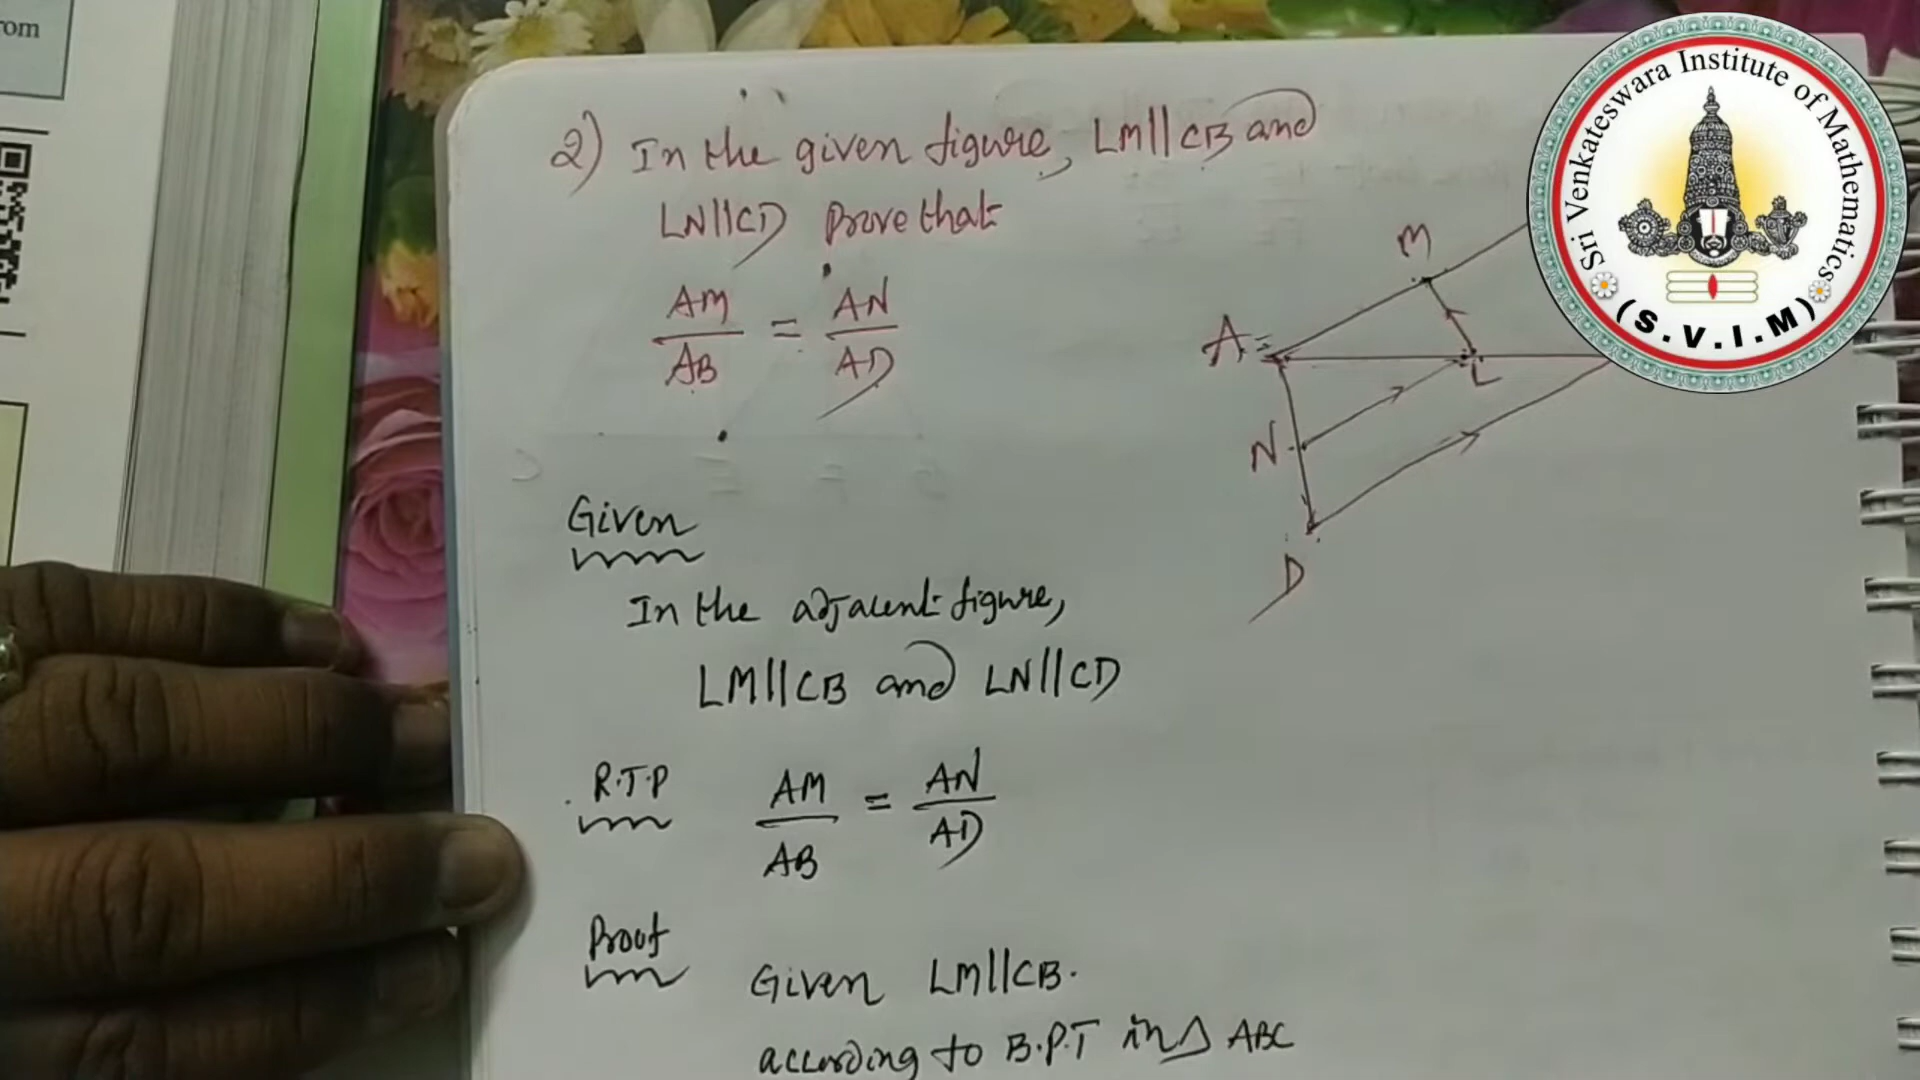 rom
2) In the given figure, LM||CB and
LN||CD Prove that
AM/AB = AN/AD
M
A
L
N
D
Given
In the adjacent figure,
LM||CB and LN||CD
R.T.P AM/AB = AN/AD
Proof
Given LM||CB.
according to B.P.T in △ ABC
Sri Venkateswara Institute of Mathematics
(S.V.I.M)